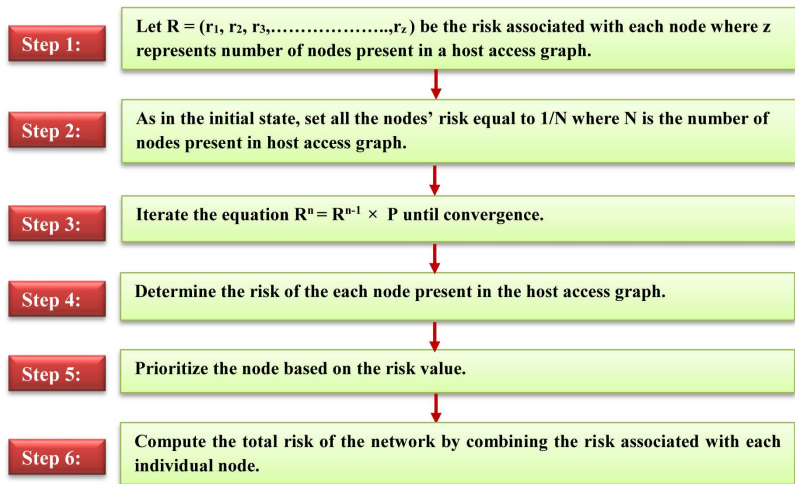 Step 1:
Let R = (r₁, r₂, r₃,…………………..,r_z) be the risk associated with each node where z
represents number of nodes present in a host access graph.
Step 2:
As in the initial state, set all the nodes’ risk equal to 1/N where N is the number of
nodes present in host access graph.
Step 3:
Iterate the equation Rⁿ = Rⁿ⁻¹ × P until convergence.
Step 4:
Determine the risk of the each node present in the host access graph.
Step 5:
Prioritize the node based on the risk value.
Step 6:
Compute the total risk of the network by combining the risk associated with each
individual node.